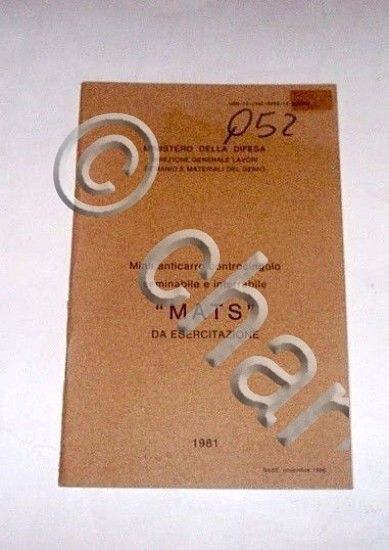 052
MINISTERO DELLA DIFESA
DIREZIONE GENERALE LAVORI
DEMANIO E MATERIALI DEL GENIO
Mina anticarro controcingolo
seminabile e interrabile
"MATS"
DA ESERCITAZIONE
1981
© char